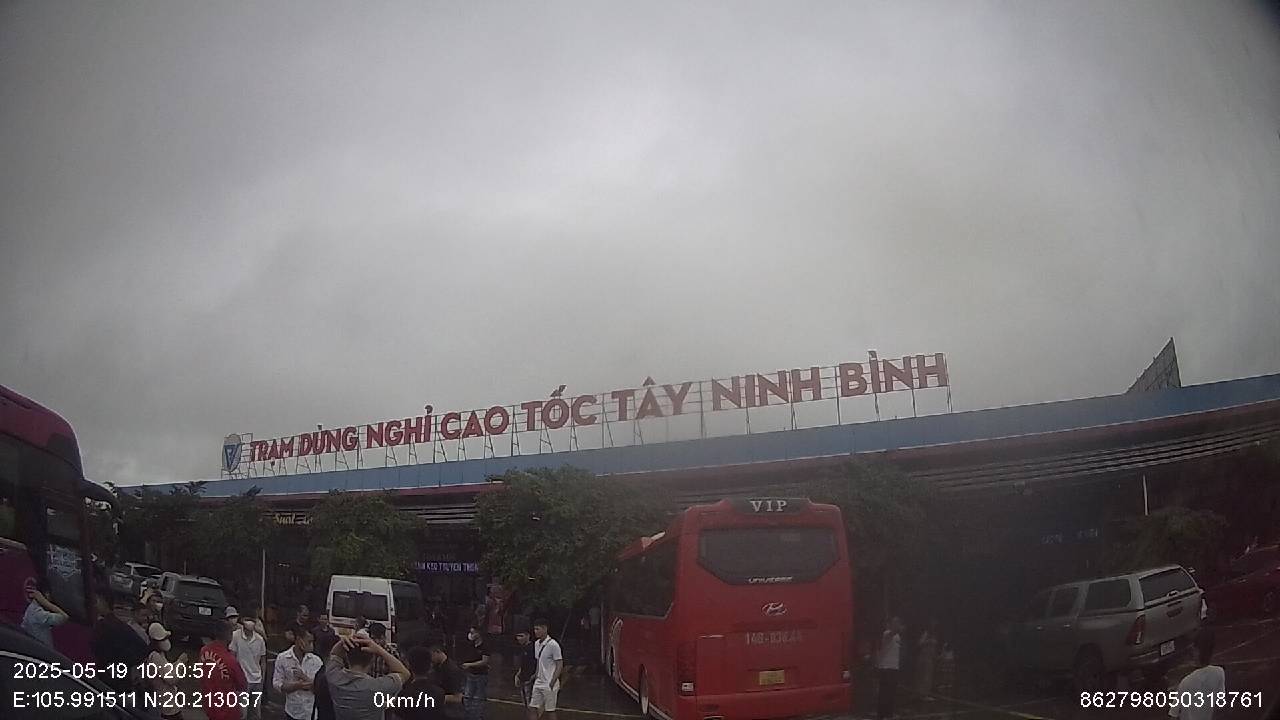 TRẠM DỪNG NGHỈ CAO TỐC TÂY NINH BÌNH
VIP
UNIVERSE
2025-05-19 10:20:57
E:105.991511 N:20.213037
0km/h
862798050318761